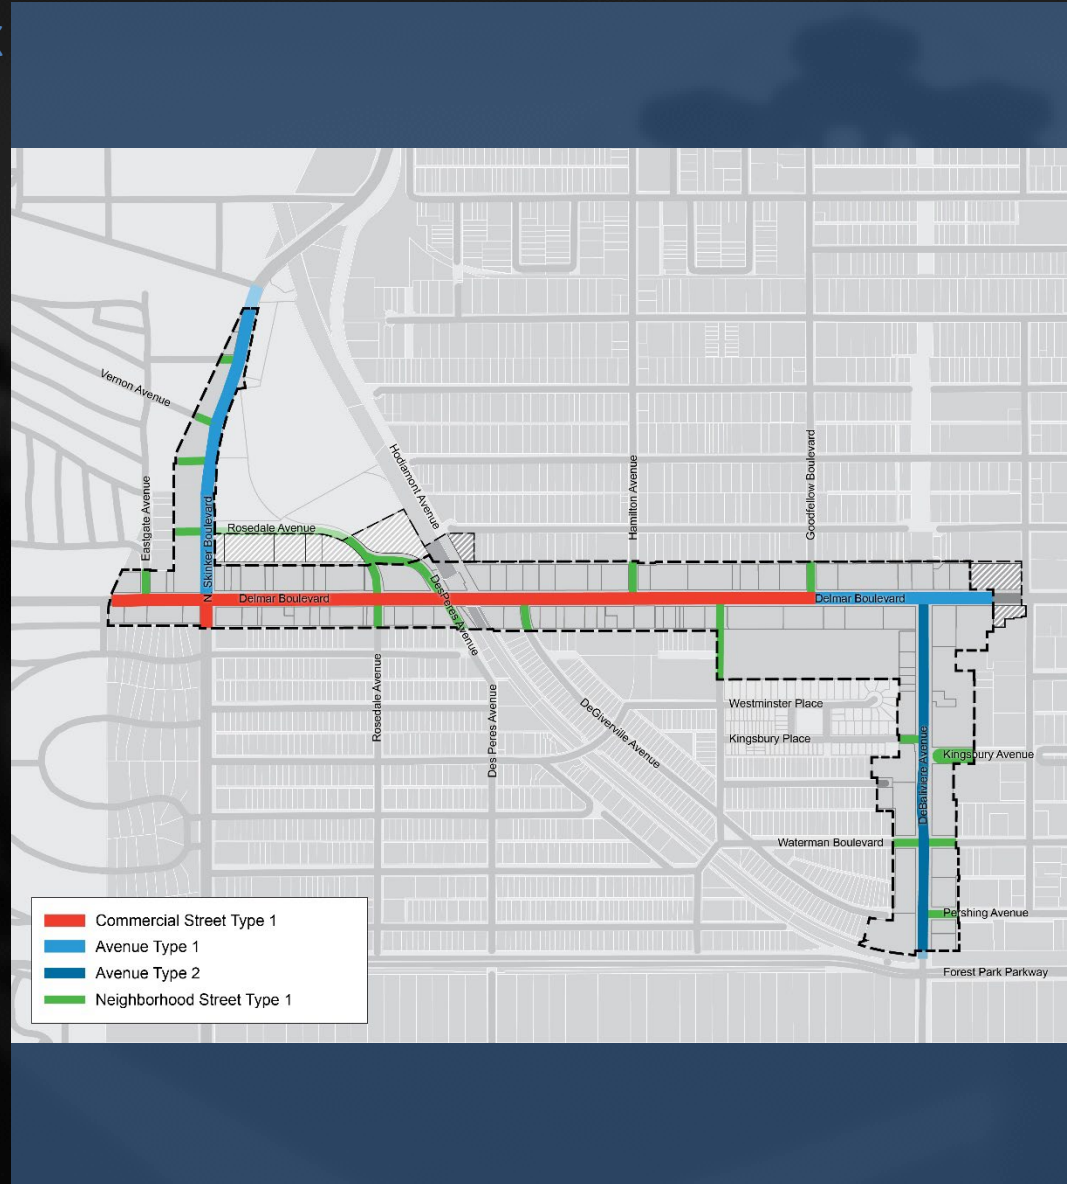 Vernon Avenue
Eastgate Avenue
N. Skinker Boulevard
Rosedale Avenue
Hodiamont Avenue
Hamilton Avenue
Goodfellow Boulevard
Delmar Boulevard
Delmar Boulevard
DesPeres Avenue
Rosedale Avenue
Des Peres Avenue
DeGiverville Avenue
Westminster Place
Kingsbury Place
Kingsbury Avenue
DeBaliviere Avenue
Waterman Boulevard
Pershing Avenue
Forest Park Parkway
Commercial Street Type 1
Avenue Type 1
Avenue Type 2
Neighborhood Street Type 1